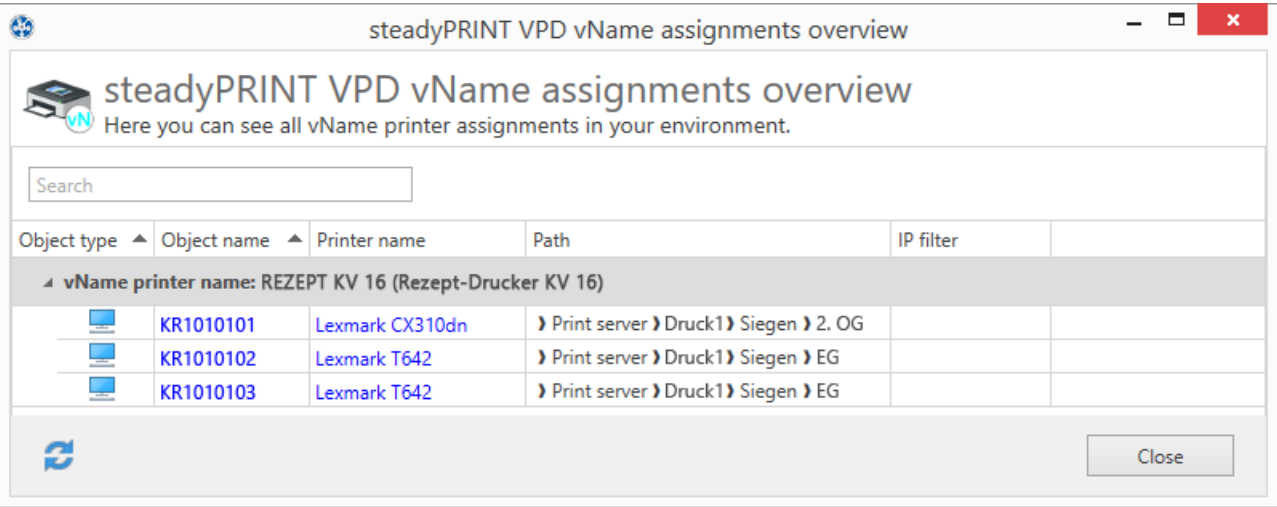 steadyPRINT VPD vName assignments overview
steadyPRINT VPD vName assignments overview
vN
Here you can see all vName printer assignments in your environment.
Search
Object type Object name Printer name Path IP filter
vName printer name: REZEPT KV 16 (Rezept-Drucker KV 16)
KR1010101 Lexmark CX310dn ❫ Print server ❫ Druck1 ❫ Siegen ❫ 2. OG
KR1010102 Lexmark T642 ❫ Print server ❫ Druck1 ❫ Siegen ❫ EG
KR1010103 Lexmark T642 ❫ Print server ❫ Druck1 ❫ Siegen ❫ EG
Close